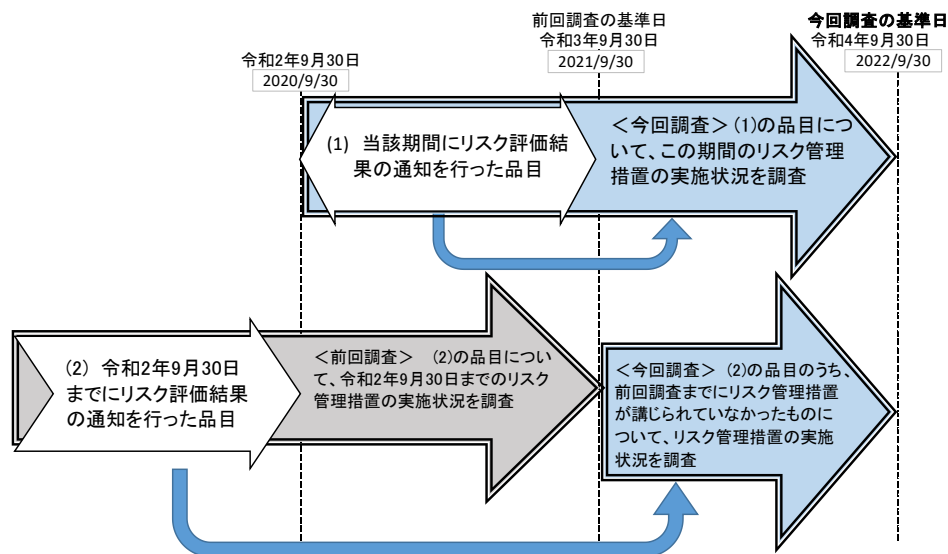 前回調査の基準日
令和3年9月30日
2021/9/30
今回調査の基準日
令和4年9月30日
2022/9/30
令和2年9月30日
2020/9/30
(1) 当該期間にリスク評価結
果の通知を行った品目
＜今回調査＞ (1)の品目につ
いて、この期間のリスク管理
措置の実施状況を調査
(2) 令和2年9月30日
までにリスク評価結果
の通知を行った品目
＜前回調査＞ (2)の品目につい
て、令和2年9月30日までのリスク
管理措置の実施状況を調査
＜今回調査＞ (2)の品目のうち、
前回調査までにリスク管理措置
が講じられていなかったものに
ついて、リスク管理措置の実施
状況を調査